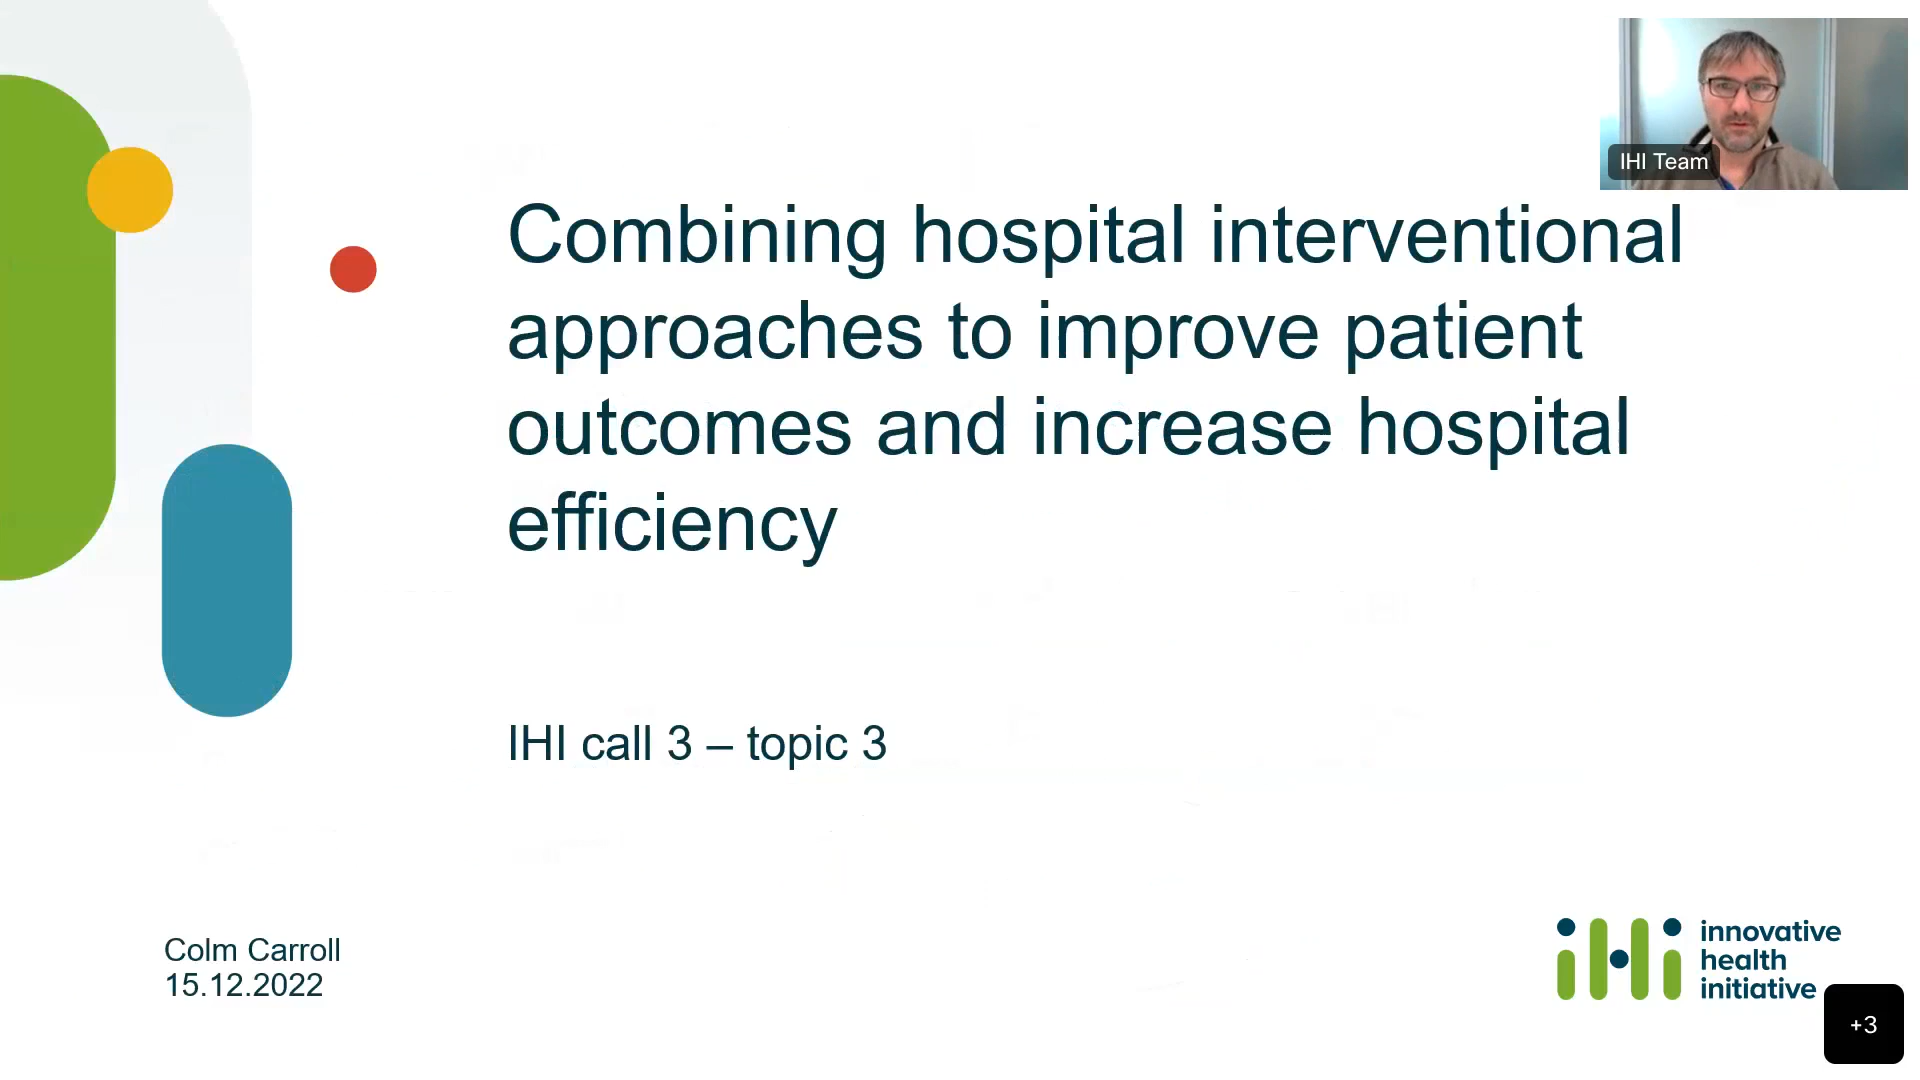 IHI Team
Combining hospital interventional
approaches to improve patient
outcomes and increase hospital
efficiency
IHI call 3 – topic 3
Colm Carroll
15.12.2022
iHi
innovative
health
initiative
+3